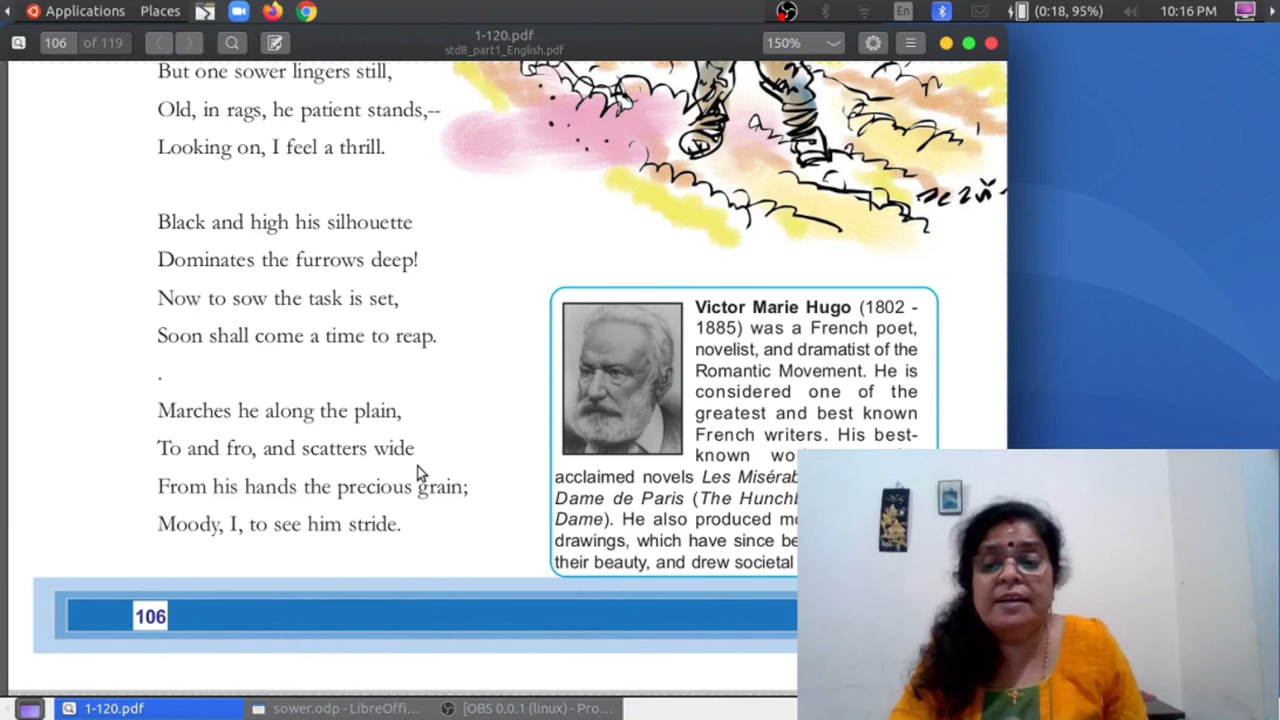 Applications Places En (0:18, 95%) 10:16 PM
106 of 119 1-120.pdf 150%
std8_part1_English.pdf
But one sower lingers still,
Old, in rags, he patient stands,--
Looking on, I feel a thrill.
Black and high his silhouette
Dominates the furrows deep!
Now to sow the task is set,
Soon shall come a time to reap.
.
Marches he along the plain,
To and fro, and scatters wide
From his hands the precious grain;
Moody, I, to see him stride.
Victor Marie Hugo (1802 -
1885) was a French poet,
novelist, and dramatist of the
Romantic Movement. He is
considered one of the
greatest and best known
French writers. His best-
known
acclaimed novels Les
Dame de Paris (The
Dame). He also produced
drawings, which have since
their beauty, and drew societal
106
1-120.pdf sower.odp - LibreOffi... [OBS 0.0.1 (linux) - Pro...